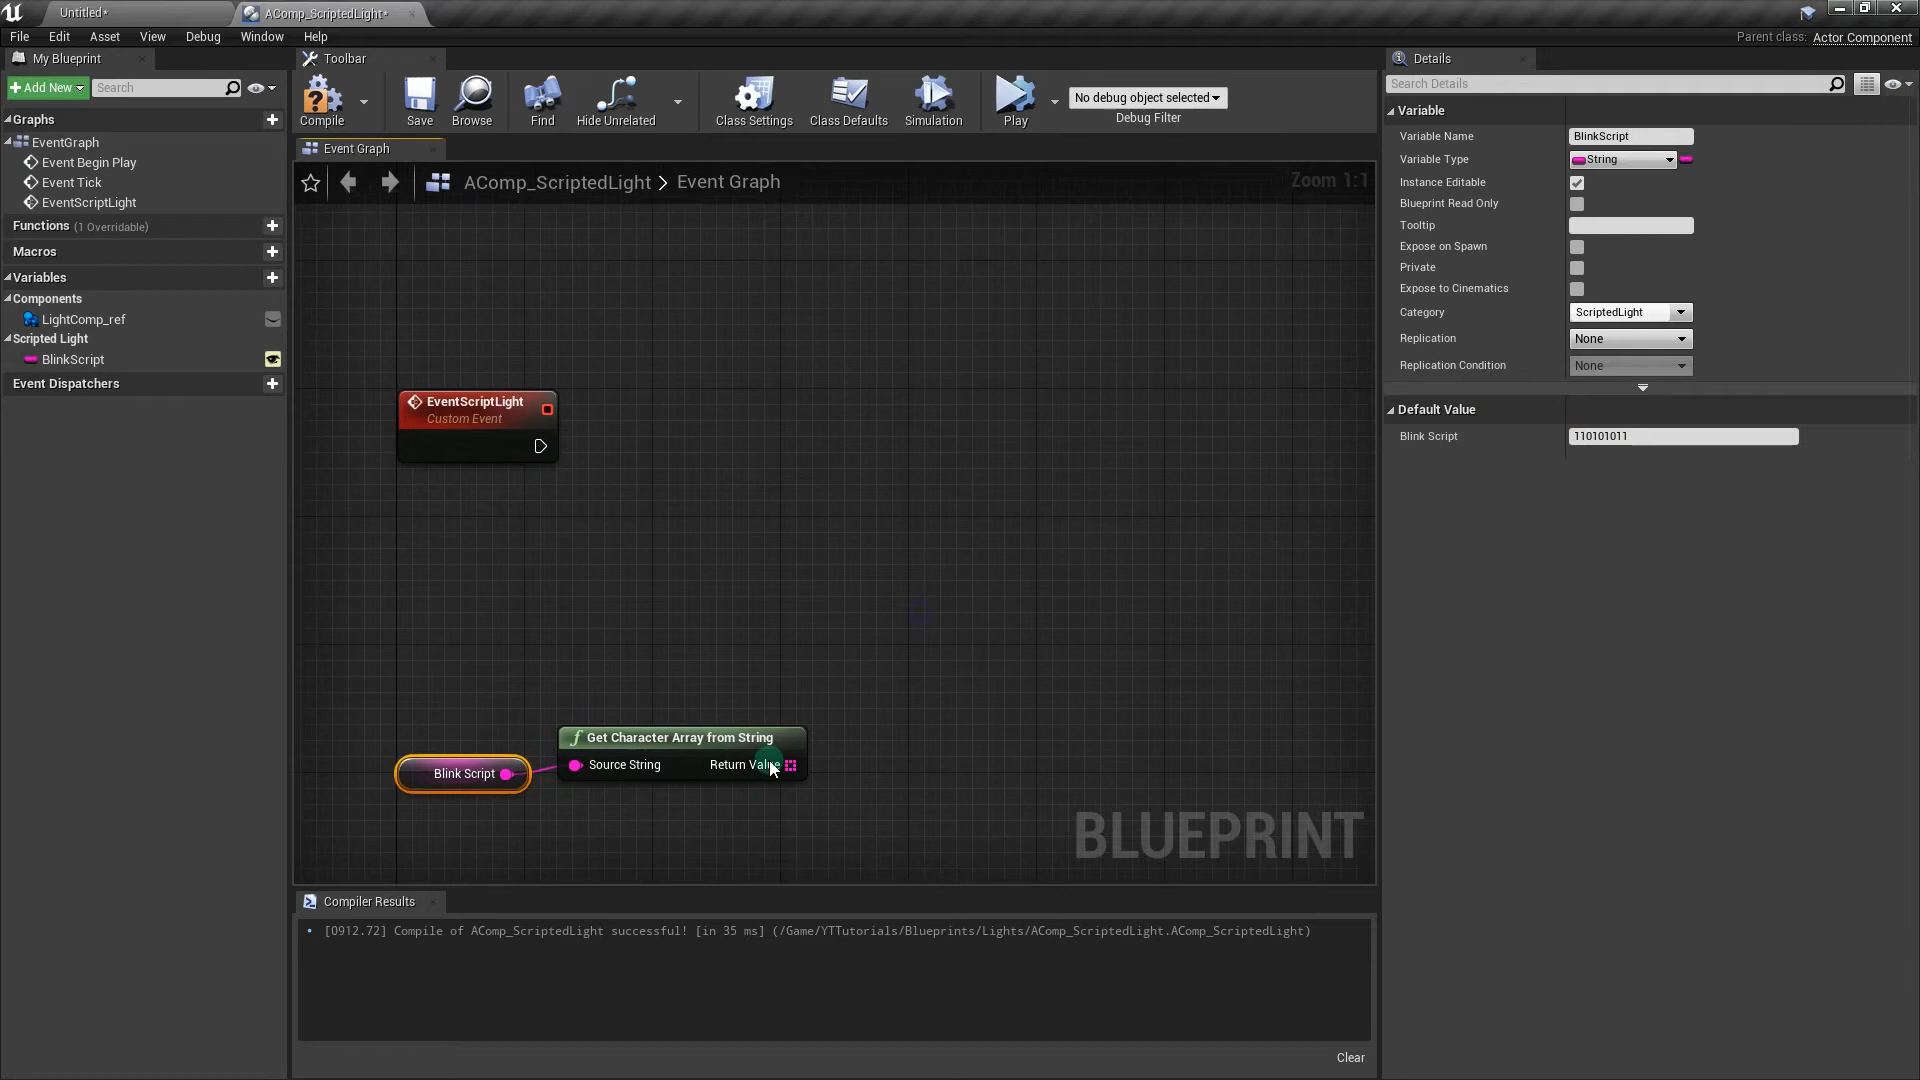 Untitled*
AComp_ScriptedLight*
File Edit Asset View Debug Window Help
Parent class: Actor Component
My Blueprint
Add New
Search
Graphs
EventGraph
Event Begin Play
Event Tick
EventScriptLight
Functions (1 Overridable)
Macros
Variables
Components
LightComp_ref
Scripted Light
BlinkScript
Event Dispatchers
Toolbar
Compile
Save
Browse
Find
Hide Unrelated
Class Settings
Class Defaults
Simulation
Play
No debug object selected
Debug Filter
Event Graph
AComp_ScriptedLight > Event Graph
Zoom 1:1
EventScriptLight
Custom Event
Blink Script
f Get Character Array from String
Source String
Return Value
BLUEPRINT
Compiler Results
[0912.72] Compile of AComp_ScriptedLight successful! [in 35 ms] (/Game/YTTutorials/Blueprints/Lights/AComp_ScriptedLight.AComp_ScriptedLight)
Clear
Details
Search Details
Variable
Variable Name BlinkScript
Variable Type String
Instance Editable
Blueprint Read Only
Tooltip
Expose on Spawn
Private
Expose to Cinematics
Category ScriptedLight
Replication None
Replication Condition None
Default Value
Blink Script 110101011